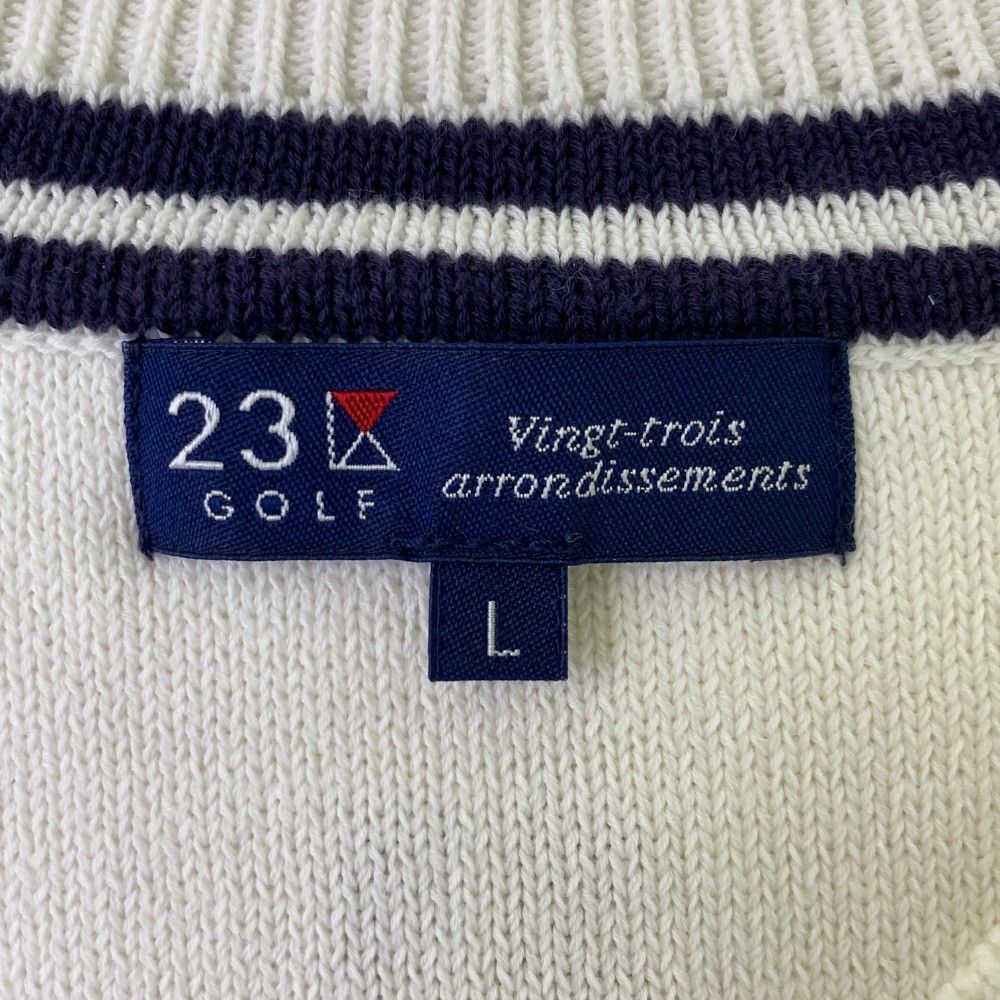 23
GOLF
Vingt-trois
arrondissements
L